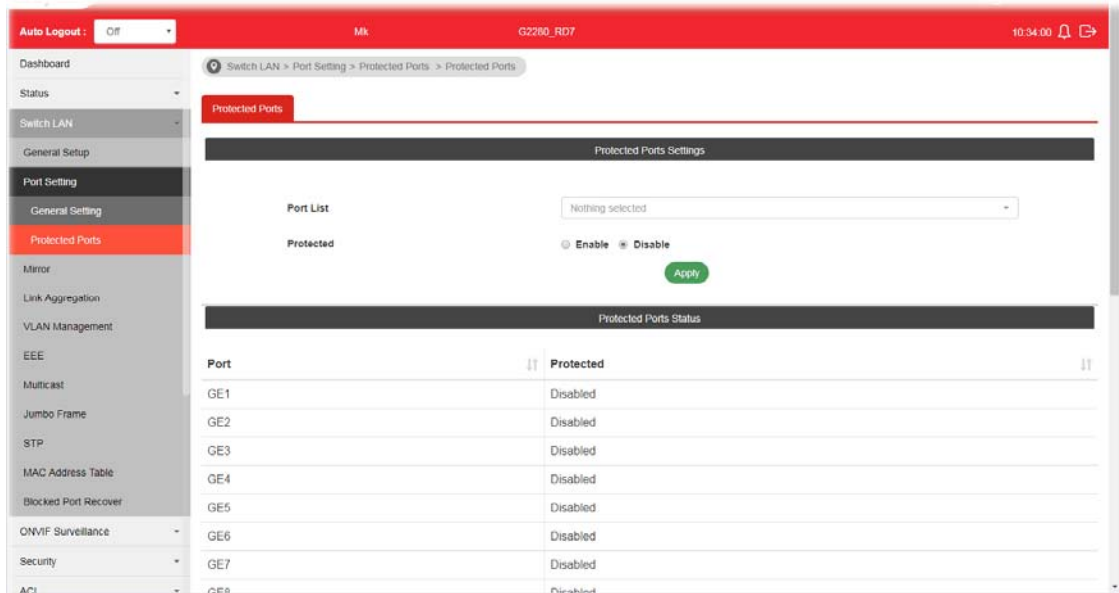 Auto Logout : Off Mk G2280_RD7 10:34:00
Dashboard
Status
Switch LAN
General Setup
Port Setting
General Setting
Protected Ports
Mirror
Link Aggregation
VLAN Management
EEE
Multicast
Jumbo Frame
STP
MAC Address Table
Blocked Port Recover
ONVIF Surveillance
Security
ACL
Switch LAN > Port Setting > Protected Ports > Protected Ports
Protected Ports
Protected Ports Settings
Port List Nothing selected
Protected Enable Disable
Apply
Protected Ports Status
Port Protected
GE1 Disabled
GE2 Disabled
GE3 Disabled
GE4 Disabled
GE5 Disabled
GE6 Disabled
GE7 Disabled
GE8 Disabled